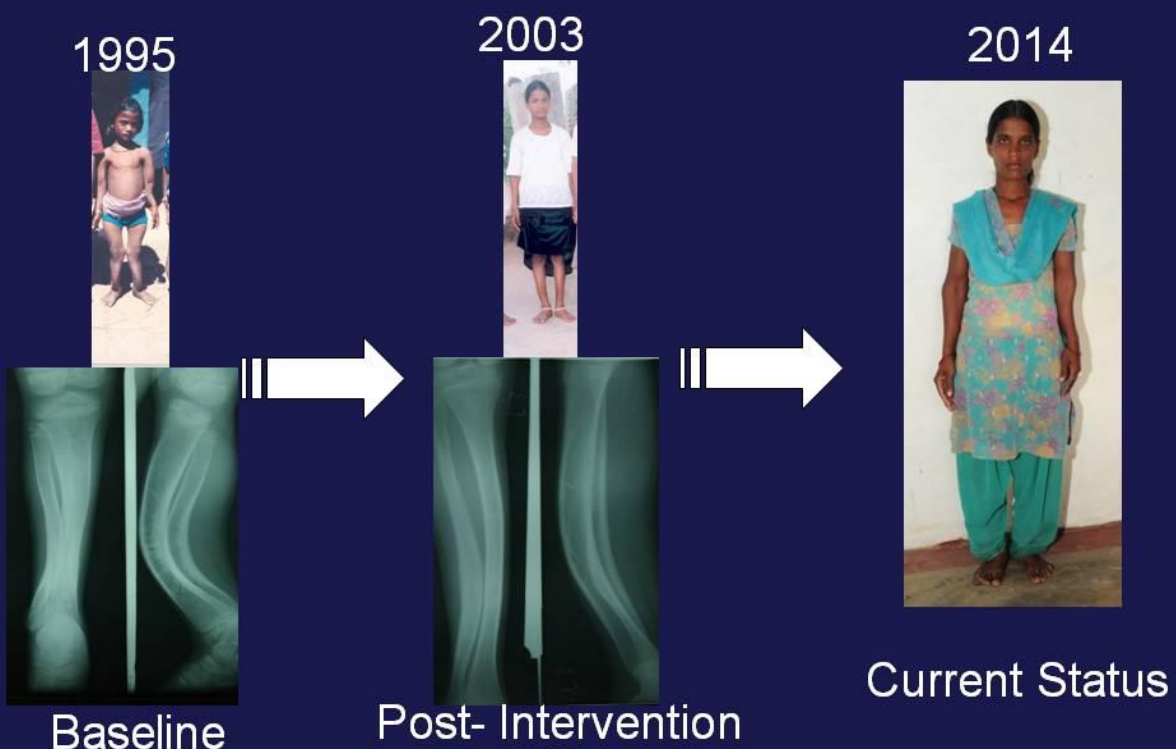 1995
2003
2014
Baseline
Post- Intervention
Current Status